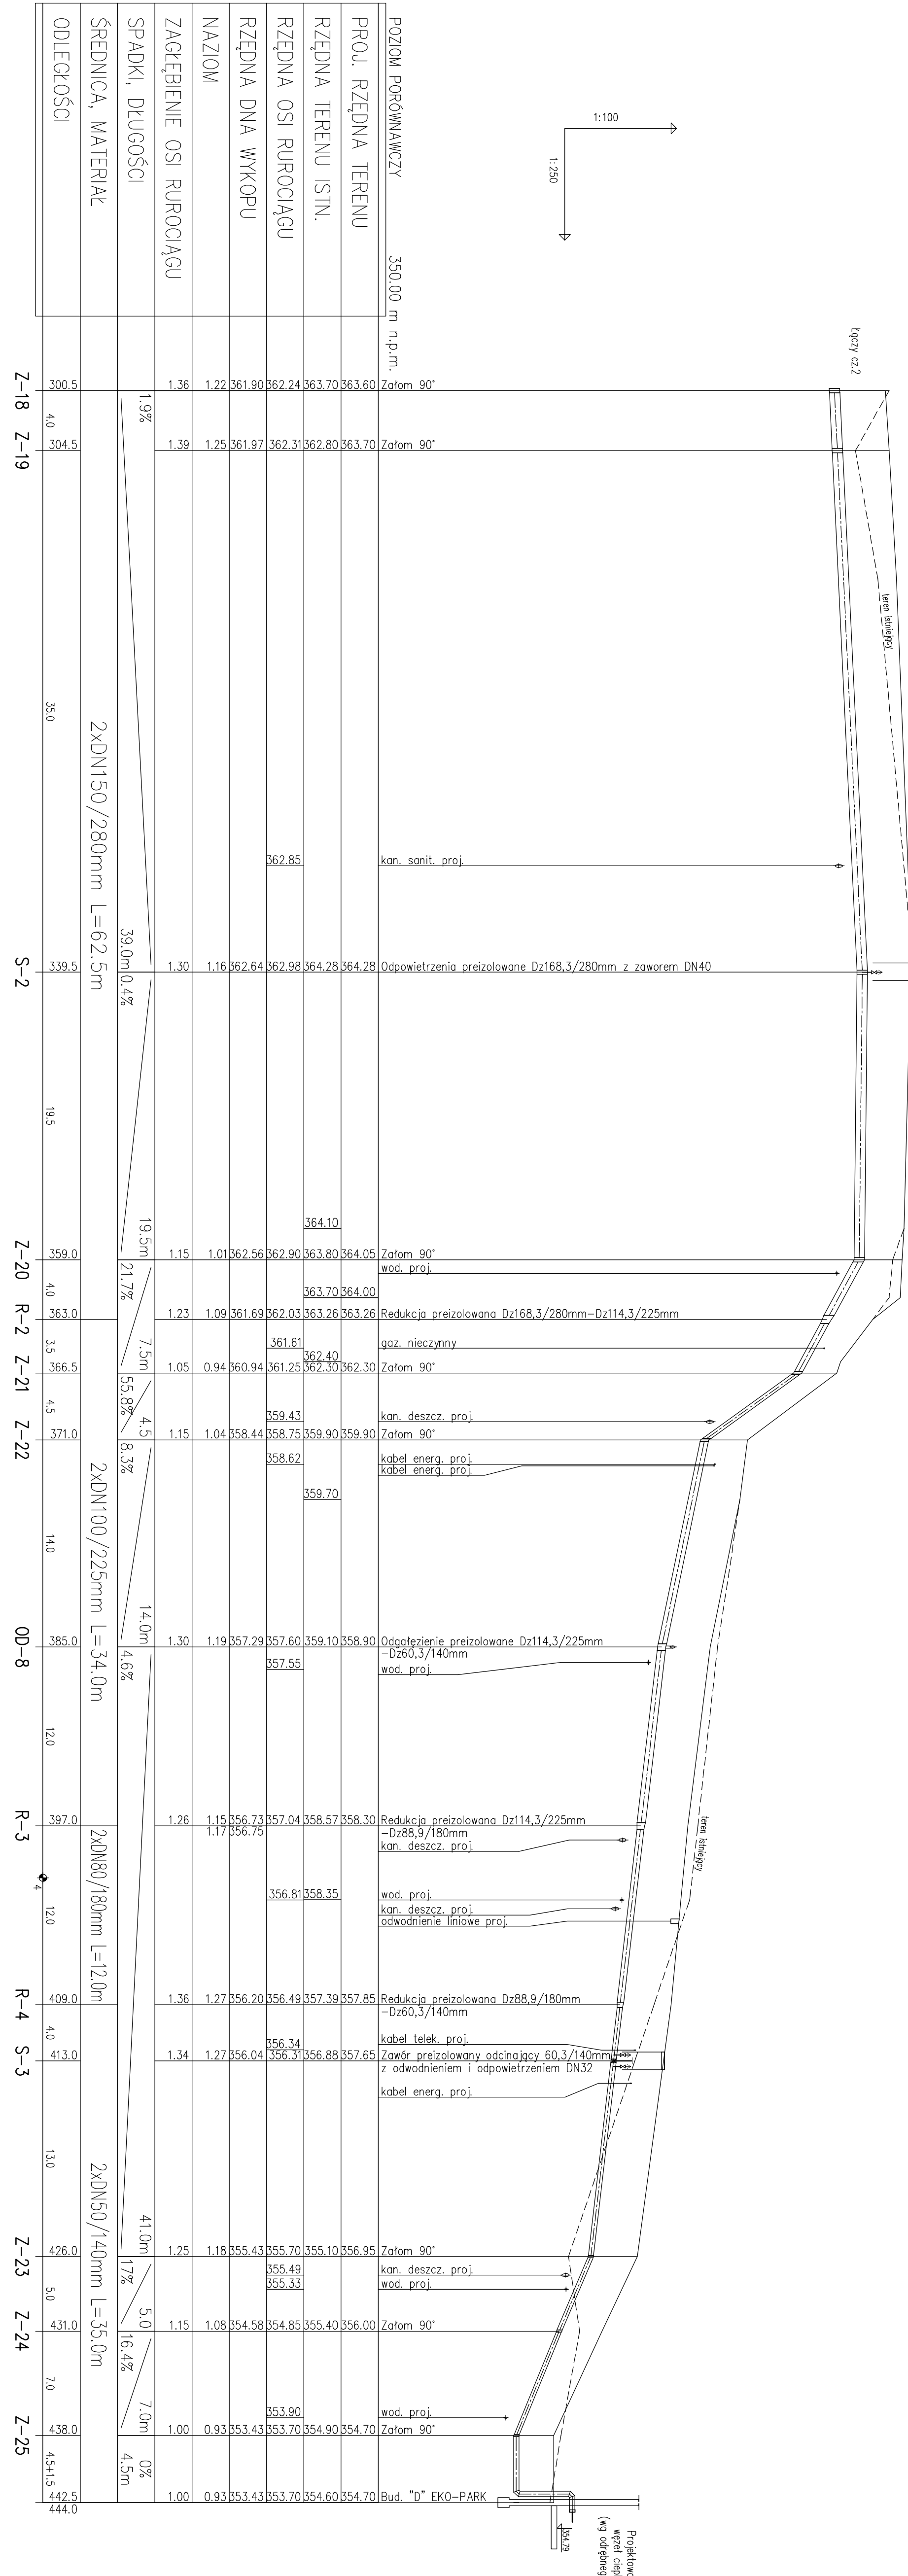 1:100
1:250
POZIOM PORÓWNAWCZY 350.00 m n.p.m.
PROJ. RZĘDNA TERENU
RZĘDNA TERENU ISTN.
RZĘDNA OSI RUROCIĄGU
RZĘDNA DNA WYKOPU
NAZIOM
ZAGŁĘBIENIE OSI RUROCIĄGU
SPADKI, DŁUGOŚCI
ŚREDNICA, MATERIAŁ
ODLEGŁOŚCI
Łączy cz.2
teren istniejący
Z-18 300.5 1.36 1.22 361.90 362.24 363.70 363.60 Załom 90°
4.0 1.9%
Z-19 304.5 1.39 1.25 361.97 362.31 362.80 363.70 Załom 90°
35.0
2xDN150/280mm L=62.5m
362.85 kan. sanit. proj.
39.0m
S-2 339.5 1.30 1.16 362.64 362.98 364.28 364.28 Odpowietrzenia preizolowane Dz168,3/280mm z zaworem DN40
0.4%
19.5
364.10
19.5m
Z-20 359.0 1.15 1.01 362.56 362.90 363.80 364.05 Załom 90°
wod. proj.
4.0 21.7% 363.70 364.00
R-2 363.0 1.23 1.09 361.69 362.03 363.26 363.26 Redukcja preizolowana Dz168,3/280mm-Dz114,3/225mm
361.61 gaz. nieczynny
3.5 7.5m 362.40
Z-21 366.5 1.05 0.94 360.94 361.25 362.30 362.30 Załom 90°
4.5 55.8% 4.5
359.43 kan. deszcz. proj.
Z-22 371.0 1.15 1.04 358.44 358.75 359.90 359.90 Załom 90°
8.3%
358.62 kabel energ. proj.
kabel energ. proj.
359.70
2xDN100/225mm L=34.0m
14.0 14.0m
OD-8 385.0 1.30 1.19 357.29 357.60 359.10 358.90 Odgałęzienie preizolowane Dz114,3/225mm
-Dz60,3/140mm
4.6%
357.55 wod. proj.
12.0
R-3 397.0 1.26 1.15 356.73 357.04 358.57 358.30 Redukcja preizolowana Dz114,3/225mm
1.17 356.75 -Dz88,9/180mm
kan. deszcz. proj.
teren istniejący
4
2xDN80/180mm L=12.0m
356.81 358.35 wod. proj.
kan. deszcz. proj.
odwodnienie liniowe proj.
12.0
R-4 409.0 1.36 1.27 356.20 356.49 357.39 357.85 Redukcja preizolowana Dz88,9/180mm
-Dz60,3/140mm
4.0
356.34 kabel telek. proj.
S-3 413.0 1.34 1.27 356.04 356.31 356.88 357.65 Zawór preizolowany odcinający 60,3/140mm
z odwodnieniem i odpowietrzeniem DN32
kabel energ. proj.
13.0
2xDN50/140mm L=35.0m
41.0m
Z-23 426.0 1.25 1.18 355.43 355.70 355.10 356.95 Załom 90°
17%
355.49 kan. deszcz. proj.
355.33 wod. proj.
5.0 5.0
Z-24 431.0 1.15 1.08 354.58 354.85 355.40 356.00 Załom 90°
16.4%
7.0 7.0m
353.90 wod. proj.
Z-25 438.0 1.00 0.93 353.43 353.70 354.90 354.70 Załom 90°
4.5+1.5 0%
4.5m
442.5 1.00 0.93 353.43 353.70 354.60 354.70 Bud. "D" EKO-PARK
444.0
354.79
węzeł
(wg